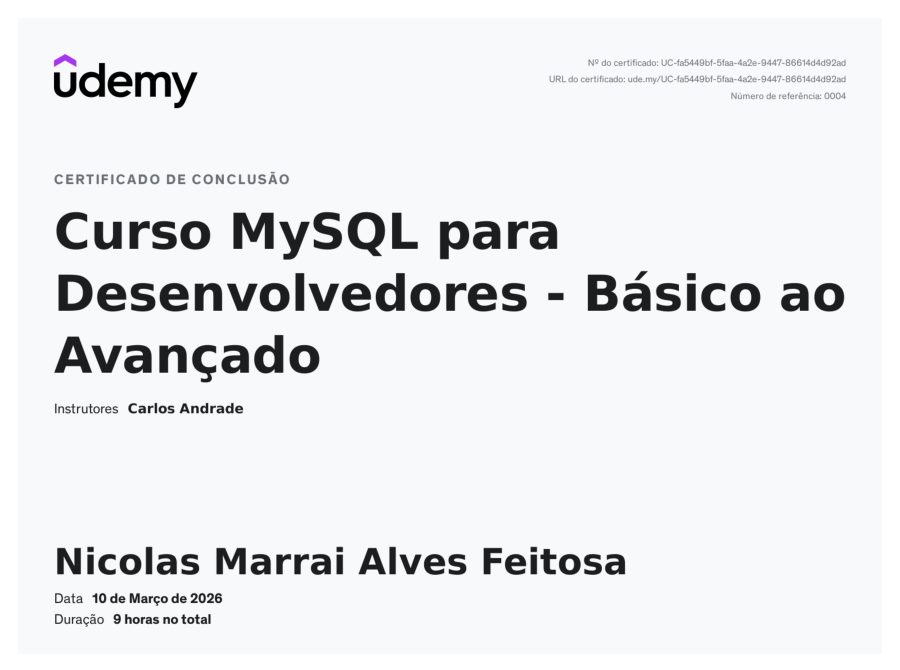 udemy
Nº do certificado: UC-fa5449bf-5faa-4a2e-9447-86614d4d92ad
URL do certificado: ude.my/UC-fa5449bf-5faa-4a2e-9447-86614d4d92ad
Número de referência: 0004
CERTIFICADO DE CONCLUSÃO
Curso MySQL para
Desenvolvedores - Básico ao
Avançado
Instrutores Carlos Andrade
Nicolas Marrai Alves Feitosa
Data 10 de Março de 2026
Duração 9 horas no total